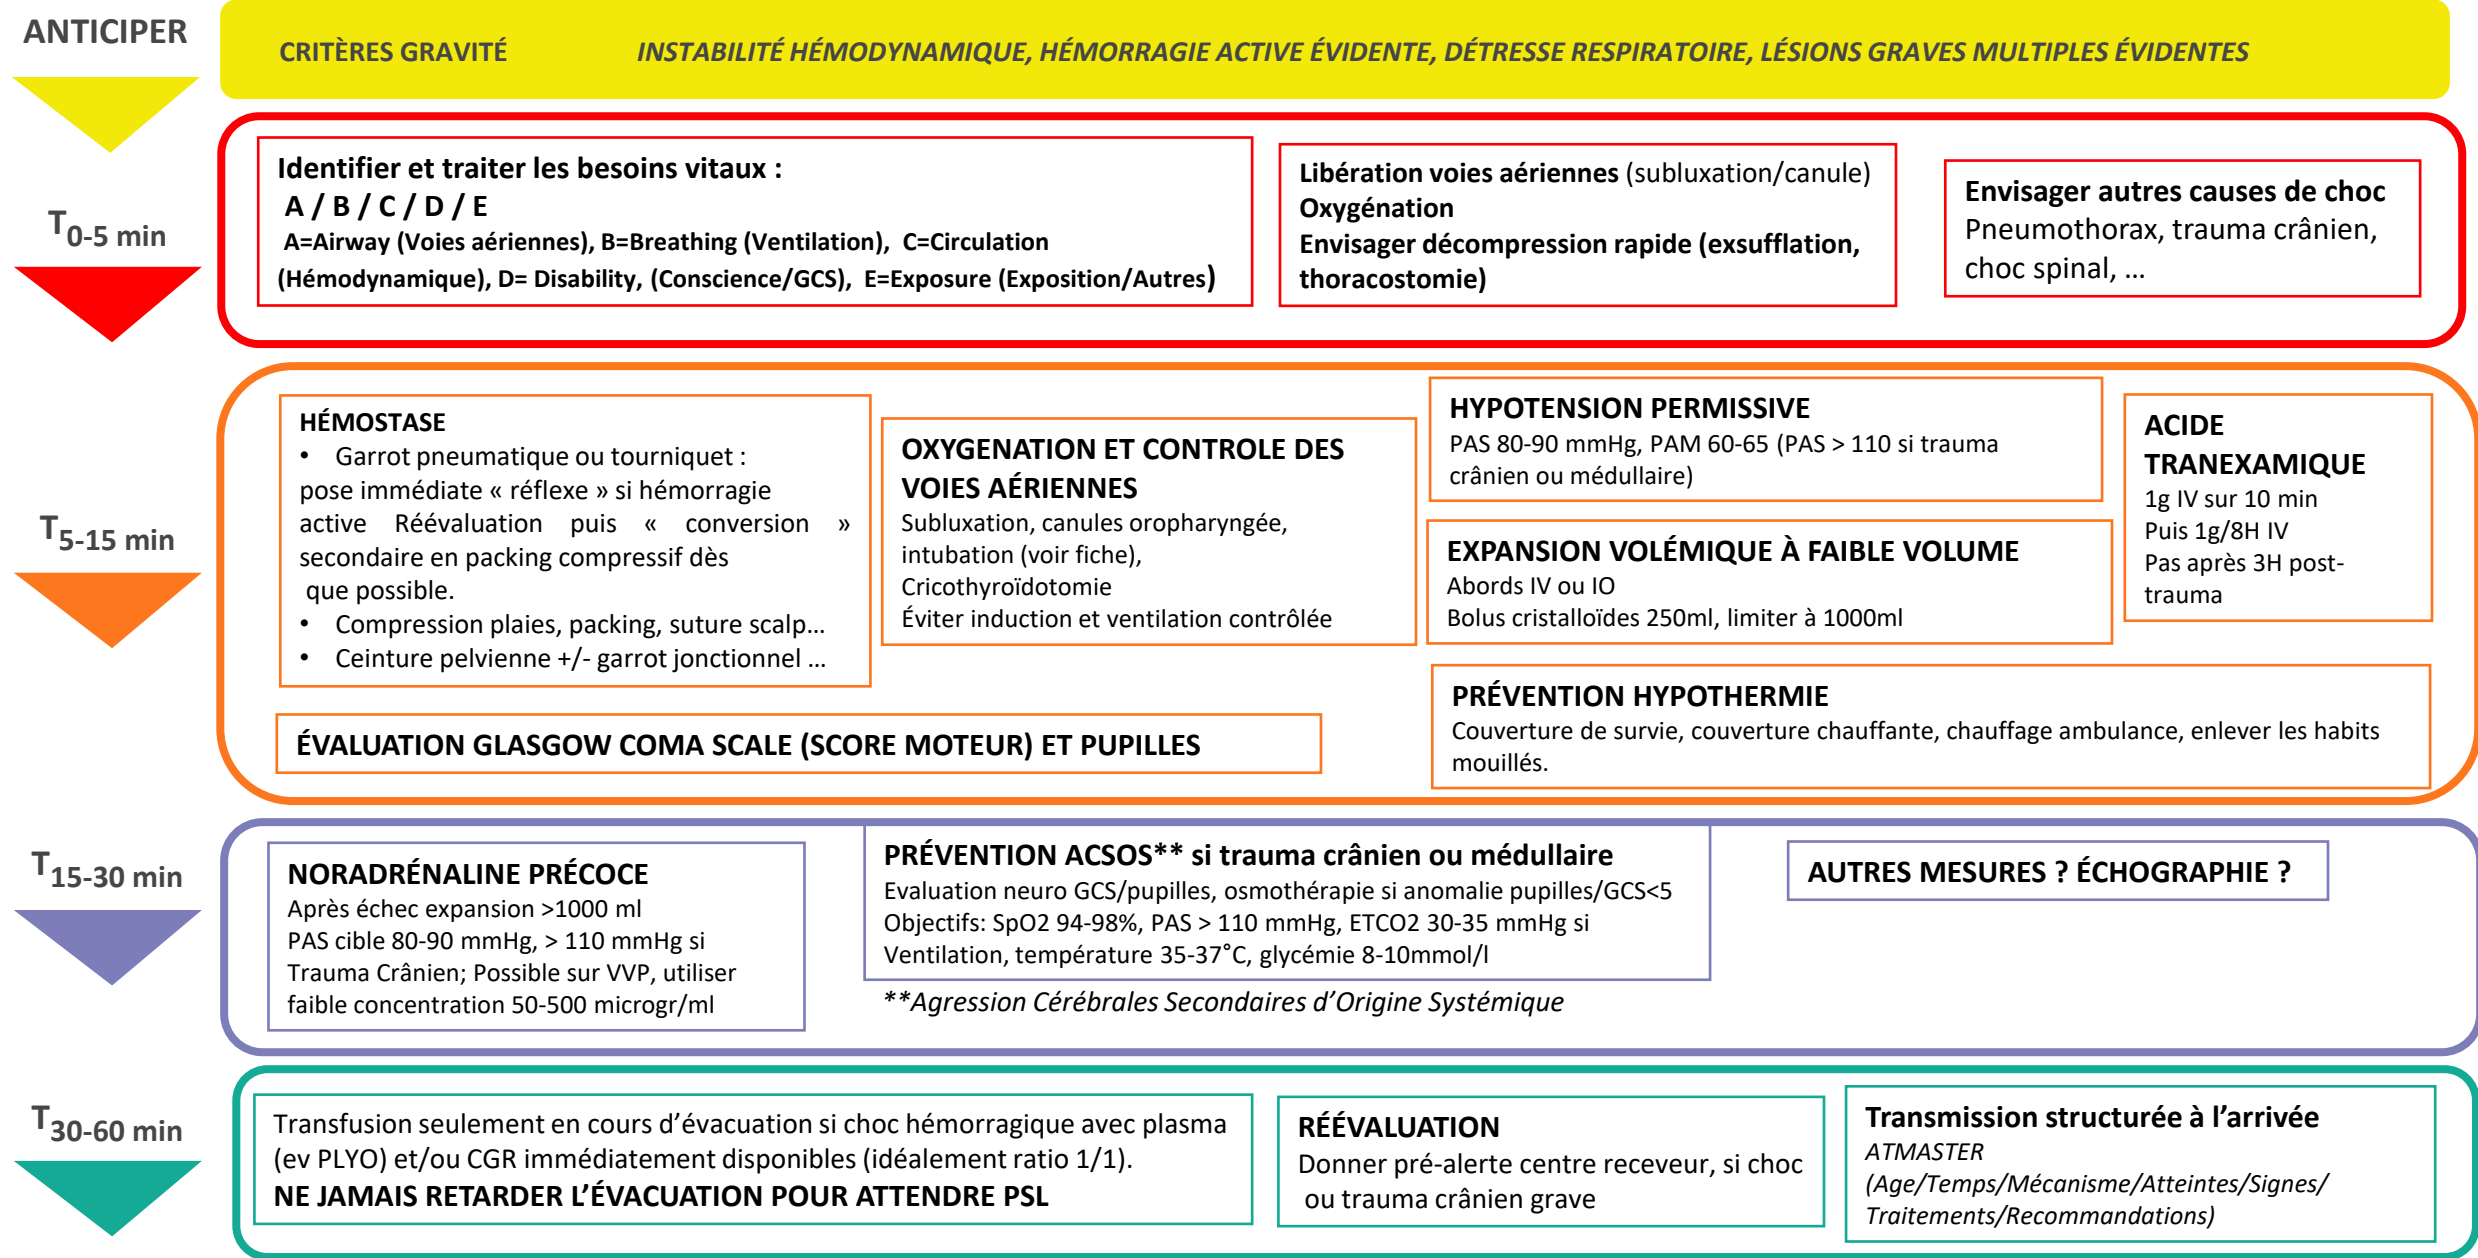 ANTICIPER
CRITÈRES GRAVITÉ INSTABILITÉ HÉMODYNAMIQUE, HÉMORRAGIE ACTIVE ÉVIDENTE, DÉTRESSE RESPIRATOIRE, LÉSIONS GRAVES MULTIPLES ÉVIDENTES
T0-5 min
Identifier et traiter les besoins vitaux :
A / B / C / D / E
A=Airway (Voies aériennes), B=Breathing (Ventilation), C=Circulation
(Hémodynamique), D= Disability, (Conscience/GCS), E=Exposure (Exposition/Autres)
Libération voies aériennes (subluxation/canule)
Oxygénation
Envisager décompression rapide (exsufflation,
thoracostomie)
Envisager autres causes de choc
Pneumothorax, trauma crânien,
choc spinal, ...
T5-15 min
HÉMOSTASE
• Garrot pneumatique ou tourniquet :
pose immédiate « réflexe » si hémorragie
active Réévaluation puis « conversion »
secondaire en packing compressif dès
que possible.
• Compression plaies, packing, suture scalp...
• Ceinture pelvienne +/- garrot jonctionnel ...
OXYGENATION ET CONTROLE DES
VOIES AÉRIENNES
Subluxation, canules oropharyngée,
intubation (voir fiche),
Cricothyroïdotomie
Éviter induction et ventilation contrôlée
HYPOTENSION PERMISSIVE
PAS 80-90 mmHg, PAM 60-65 (PAS > 110 si trauma
crânien ou médullaire)
EXPANSION VOLÉMIQUE À FAIBLE VOLUME
Abords IV ou IO
Bolus cristalloïdes 250ml, limiter à 1000ml
ACIDE
TRANEXAMIQUE
1g IV sur 10 min
Puis 1g/8H IV
Pas après 3H post-
trauma
ÉVALUATION GLASGOW COMA SCALE (SCORE MOTEUR) ET PUPILLES
PRÉVENTION HYPOTHERMIE
Couverture de survie, couverture chauffante, chauffage ambulance, enlever les habits
mouillés.
T15-30 min
NORADRÉNALINE PRÉCOCE
Après échec expansion >1000 ml
PAS cible 80-90 mmHg, > 110 mmHg si
Trauma Crânien; Possible sur VVP, utiliser
faible concentration 50-500 microgr/ml
PRÉVENTION ACSOS** si trauma crânien ou médullaire
Evaluation neuro GCS/pupilles, osmothérapie si anomalie pupilles/GCS<5
Objectifs: SpO2 94-98%, PAS > 110 mmHg, ETCO2 30-35 mmHg si
Ventilation, température 35-37°C, glycémie 8-10mmol/l
**Agression Cérébrales Secondaires d'Origine Systémique
AUTRES MESURES ? ÉCHOGRAPHIE ?
T30-60 min
Transfusion seulement en cours d'évacuation si choc hémorragique avec plasma
(ev PLYO) et/ou CGR immédiatement disponibles (idéalement ratio 1/1).
NE JAMAIS RETARDER L'ÉVACUATION POUR ATTENDRE PSL
RÉÉVALUATION
Donner pré-alerte centre receveur, si choc
ou trauma crânien grave
Transmission structurée à l'arrivée
ATMASTER
(Age/Temps/Mécanisme/Atteintes/Signes/
Traitements/Recommandations)